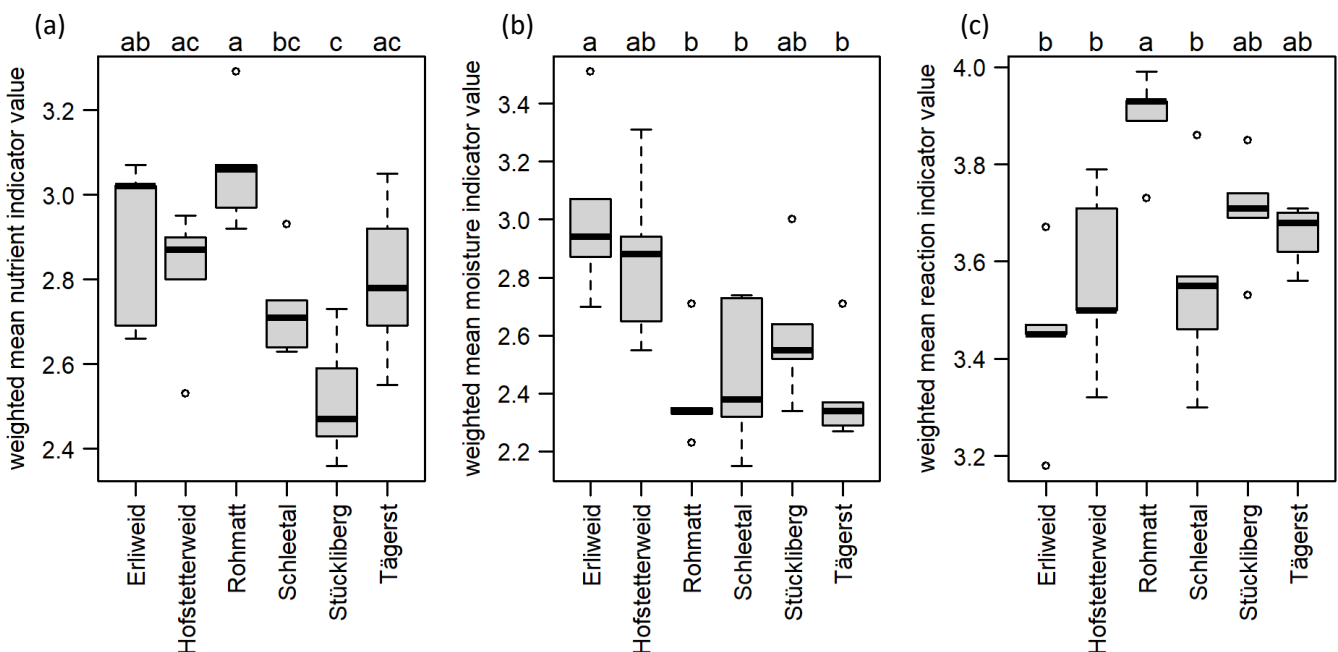 (a)
ab ac a bc c ac
weighted mean nutrient indicator value
3.2
3.0
2.8
2.6
2.4
Erliweid
Hofstetterweid
Rohmatt
Schleetal
Stückliberg
Tägerst
(b)
a ab b b ab b
weighted mean moisture indicator value
3.4
3.2
3.0
2.8
2.6
2.4
2.2
Erliweid
Hofstetterweid
Rohmatt
Schleetal
Stückliberg
Tägerst
(c)
b b a b ab ab
weighted mean reaction indicator value
4.0
3.8
3.6
3.4
3.2
Erliweid
Hofstetterweid
Rohmatt
Schleetal
Stückliberg
Tägerst